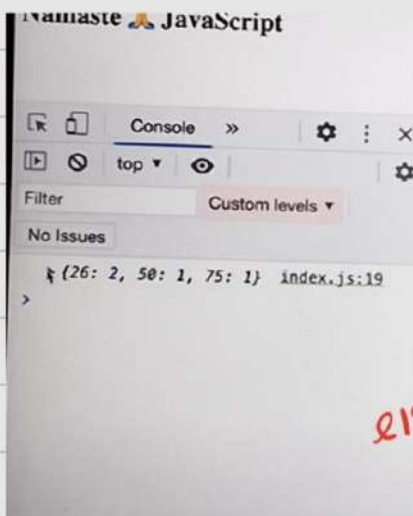 Namaste 🙏 JavaScript
Console »
top ▼
Filter
Custom levels ▼
No Issues
{26: 2, 50: 1, 75: 1} index.js:19
>